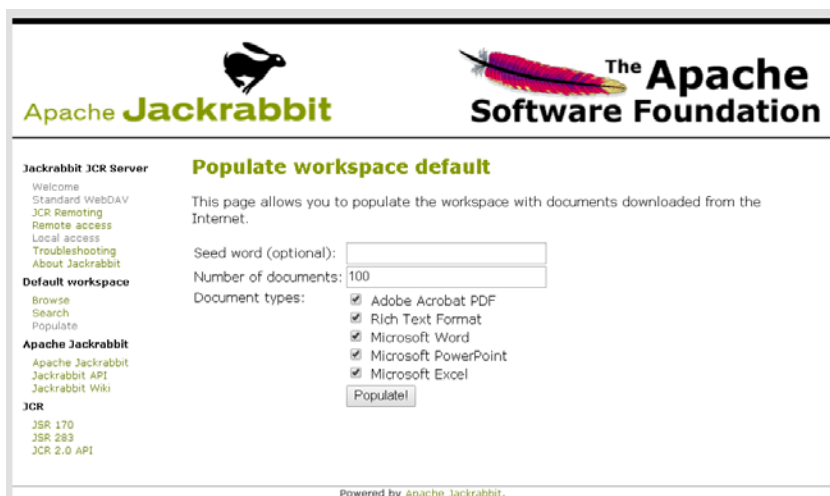 Apache Jackrabbit
The Apache
Software Foundation
Jackrabbit JCR Server
Welcome
Standard WebDAV
JCR Remoting
Remote access
Local access
Troubleshooting
About Jackrabbit
Default workspace
Browse
Search
Populate
Apache Jackrabbit
Apache Jackrabbit
Jackrabbit API
Jackrabbit Wiki
JCR
JSR 170
JSR 283
JCR 2.0 API
Populate workspace default
This page allows you to populate the workspace with documents downloaded from the
Internet.
Seed word (optional):
Number of documents: 100
Document types:
Adobe Acrobat PDF
Rich Text Format
Microsoft Word
Microsoft PowerPoint
Microsoft Excel
Populate!
Powered by Apache Jackrabbit.